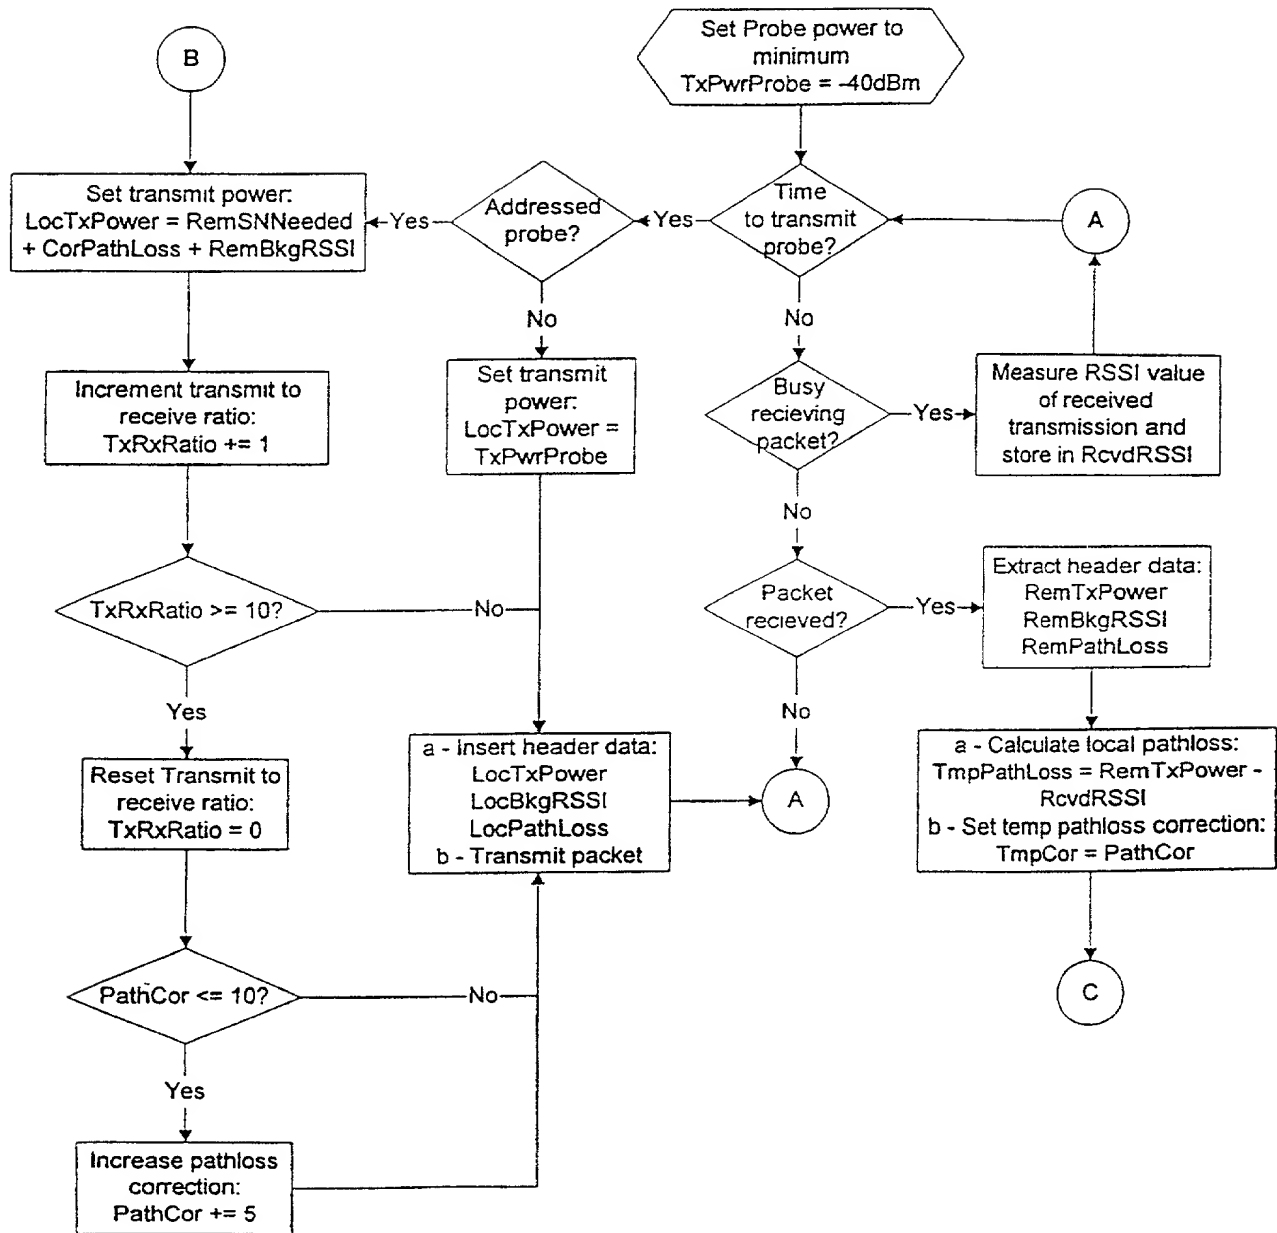 B
Set Probe power to
minimum
TxPwrProbe = -40dBm
Set transmit power:
LocTxPower = RemSNNeeded
+ CorPathLoss + RemBkgRSSI
Yes
Addressed
probe?
Yes
Time
to transmit
probe?
A
No
No
Increment transmit to
receive ratio:
TxRxRatio += 1
Set transmit
power:
LocTxPower =
TxPwrProbe
Busy
recieving
packet?
Yes
Measure RSSI value
of received
transmission and
store in RcvdRSSI
No
TxRxRatio >= 10?
No
Packet
recieved?
Yes
Extract header data:
RemTxPower
RemBkgRSSI
RemPathLoss
Yes
No
Reset Transmit to
receive ratio:
TxRxRatio = 0
a - Insert header data:
LocTxPower
LocBkgRSSI
LocPathLoss
b - Transmit packet
A
a - Calculate local pathloss:
TmpPathLoss = RemTxPower -
RcvdRSSI
b - Set temp pathloss correction:
TmpCor = PathCor
PathCor <= 10?
No
C
Yes
Increase pathloss
correction:
PathCor += 5